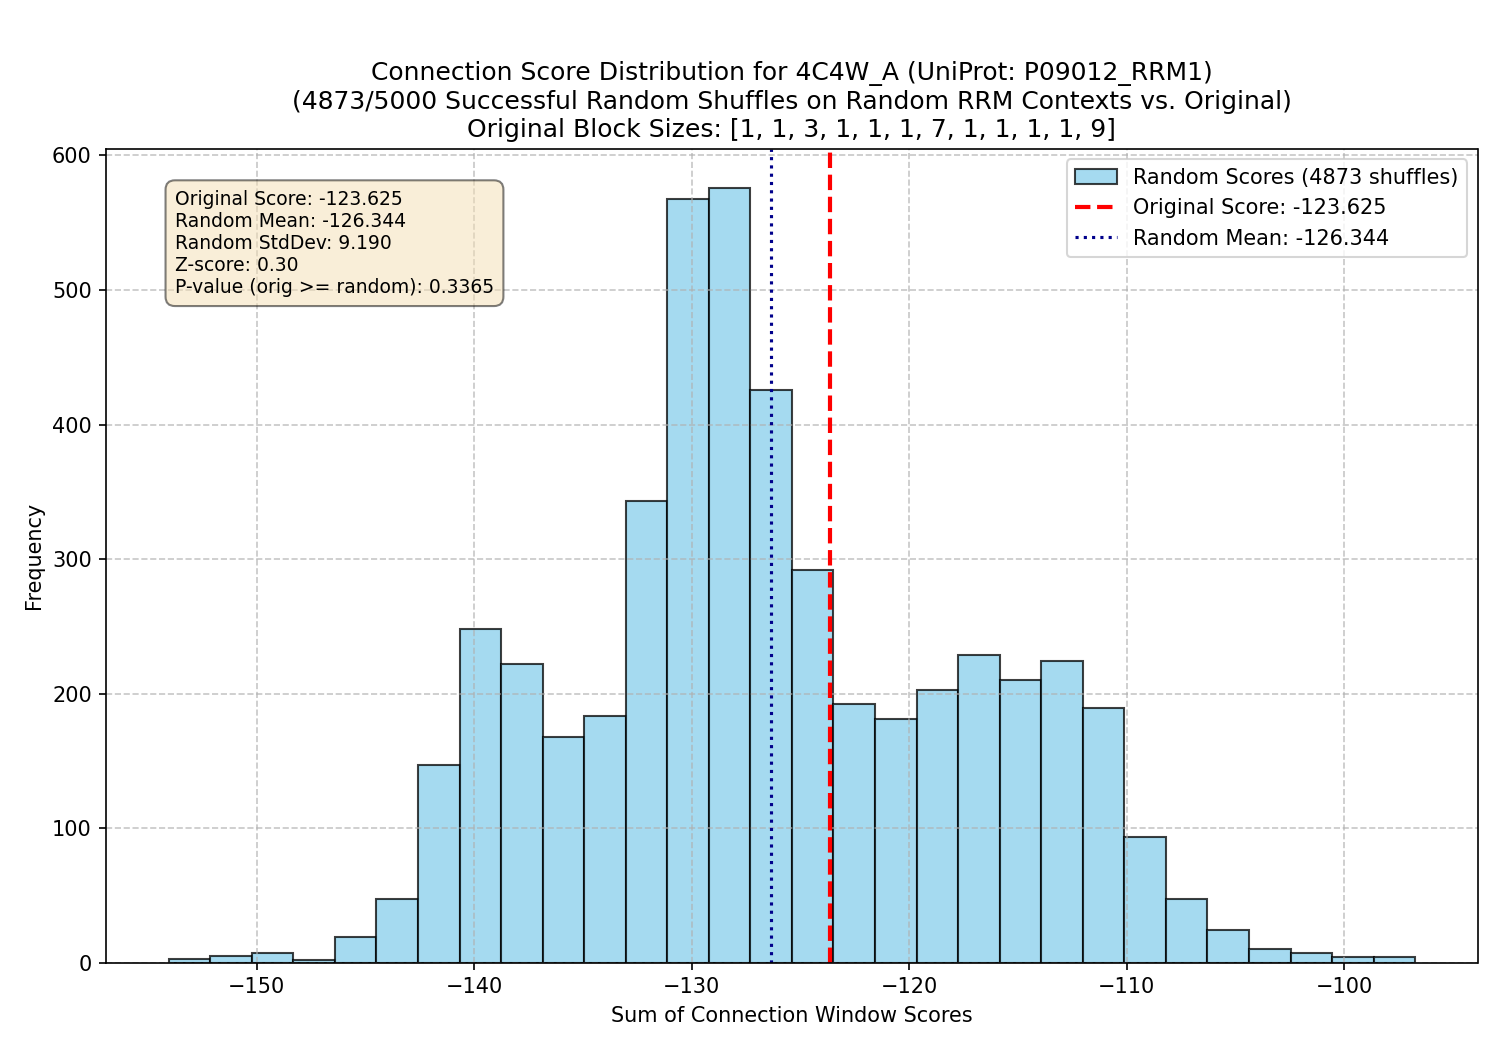 Connection Score Distribution for 4C4W_A (UniProt: P09012_RRM1)
(4873/5000 Successful Random Shuffles on Random RRM Contexts vs. Original)
Original Block Sizes: [1, 1, 3, 1, 1, 1, 7, 1, 1, 1, 1, 9]
Original Score: -123.625
Random Mean: -126.344
Random StdDev: 9.190
Z-score: 0.30
P-value (orig >= random): 0.3365
Random Scores (4873 shuffles)
Original Score: -123.625
Random Mean: -126.344
Frequency
600
500
400
300
200
100
0
−150
−140
−130
−120
−110
−100
Sum of Connection Window Scores